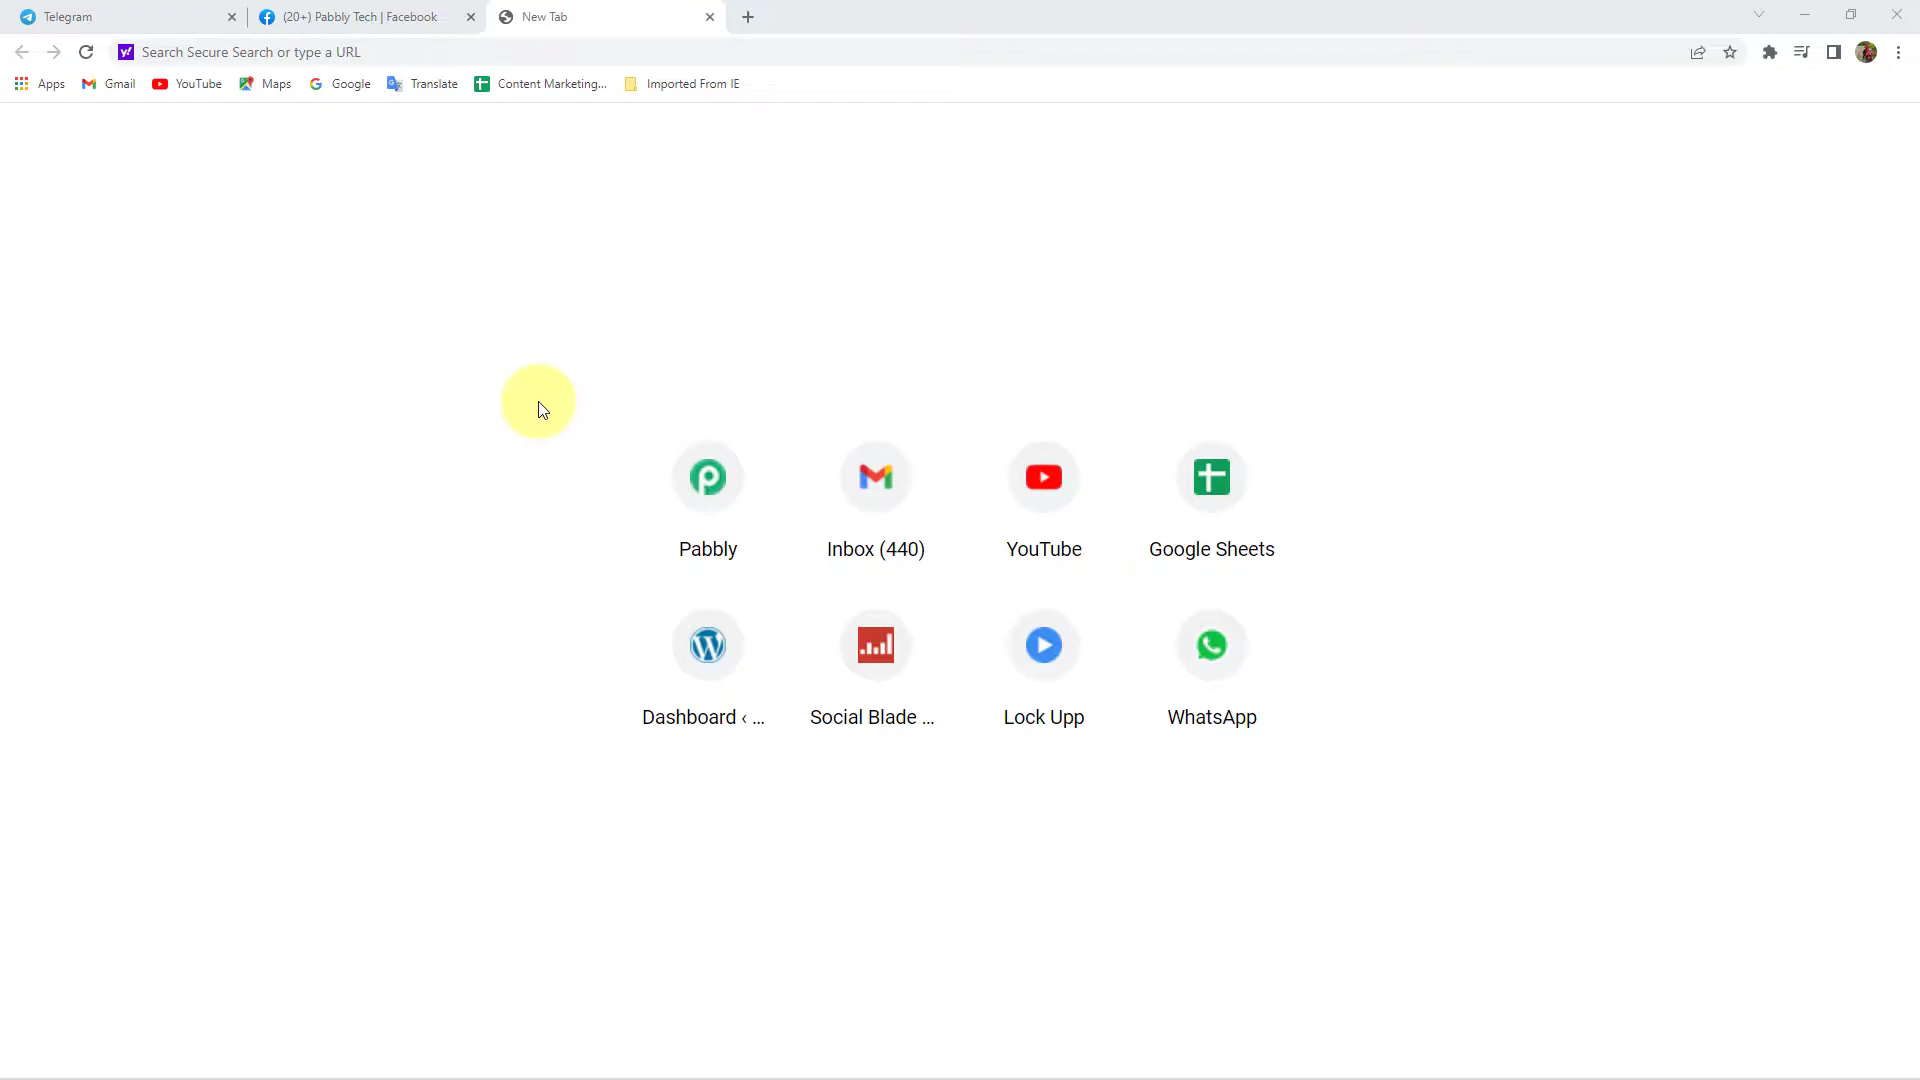 Telegram
(20+) Pabbly Tech | Facebook
New Tab
y!
Search Secure Search or type a URL
Apps
Gmail
YouTube
Maps
Google
Translate
Content Marketing...
Imported From IE
Pabbly
Inbox (440)
YouTube
Google Sheets
Dashboard ‹ ...
Social Blade ...
Lock Upp
WhatsApp